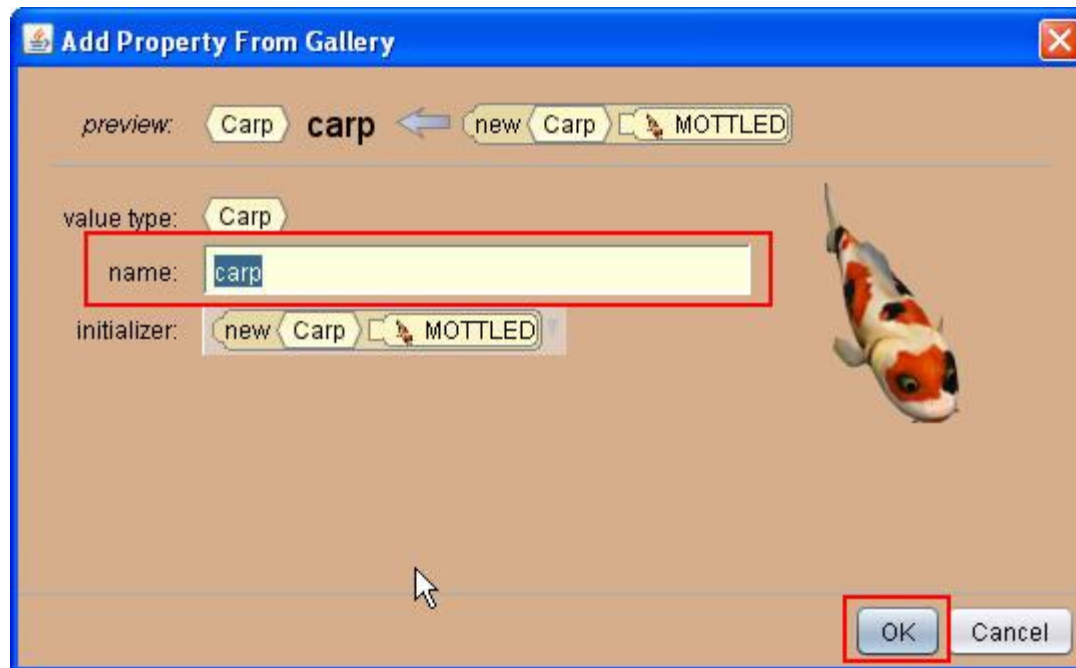 Add Property From Gallery
preview: Carp carp new Carp MOTTLED
value type: Carp
name: carp
initializer: new Carp MOTTLED
OK Cancel